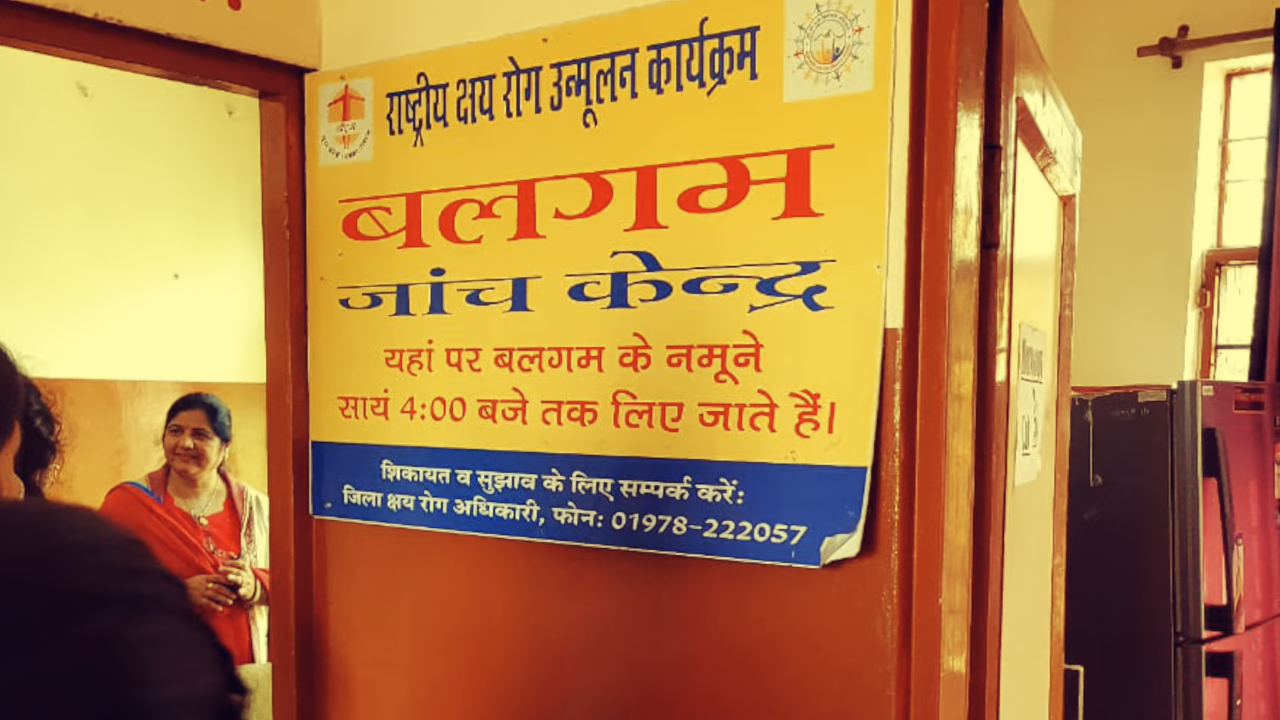 राष्ट्रीय क्षय रोग उन्मूलन कार्यक्रम
बलगम
जांच केन्द्र
यहां पर बलगम के नमूने
सायं 4:00 बजे तक लिए जाते हैं।
शिकायत व सुझाव के लिए सम्पर्क करें:
जिला क्षय रोग अधिकारी, फोन: 01978-222057